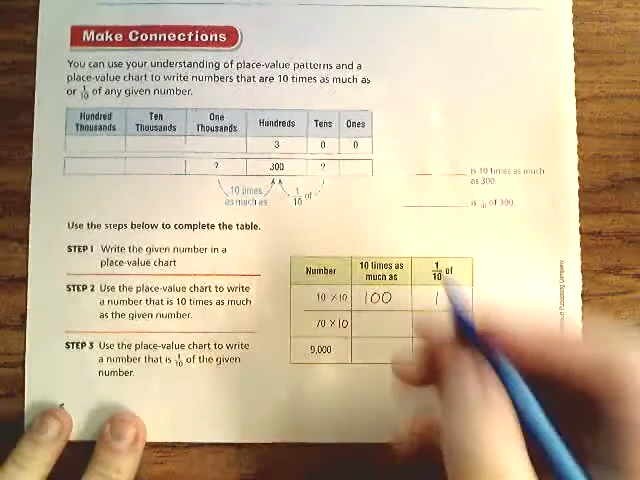 Make Connections
You can use your understanding of place-value patterns and a
place-value chart to write numbers that are 10 times as much as
or 1/10 of any given number.
Hundred Thousands Ten Thousands One Thousands Hundreds Tens Ones
3 0 0
? 300 ?
10 times as much as 1/10 of
is 10 times as much
as 300.
is 1/10 of 300.
Use the steps below to complete the table.
STEP 1 Write the given number in a
place-value chart
STEP 2 Use the place-value chart to write
a number that is 10 times as much
as the given number.
STEP 3 Use the place-value chart to write
a number that is 1/10 of the given
number.
Number 10 times as much as 1/10 of
10 ×10 100 1
70 ×10
9,000
Publishing Company